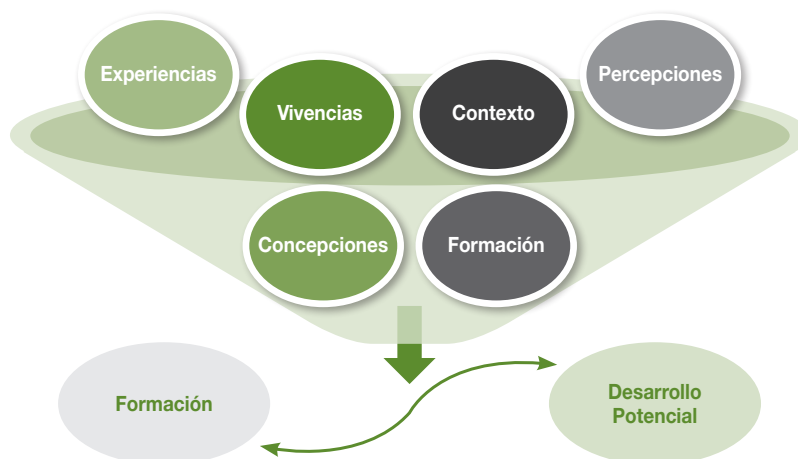 Experiencias
Vivencias
Contexto
Percepciones
Concepciones
Formación
Formación
Desarrollo
Potencial